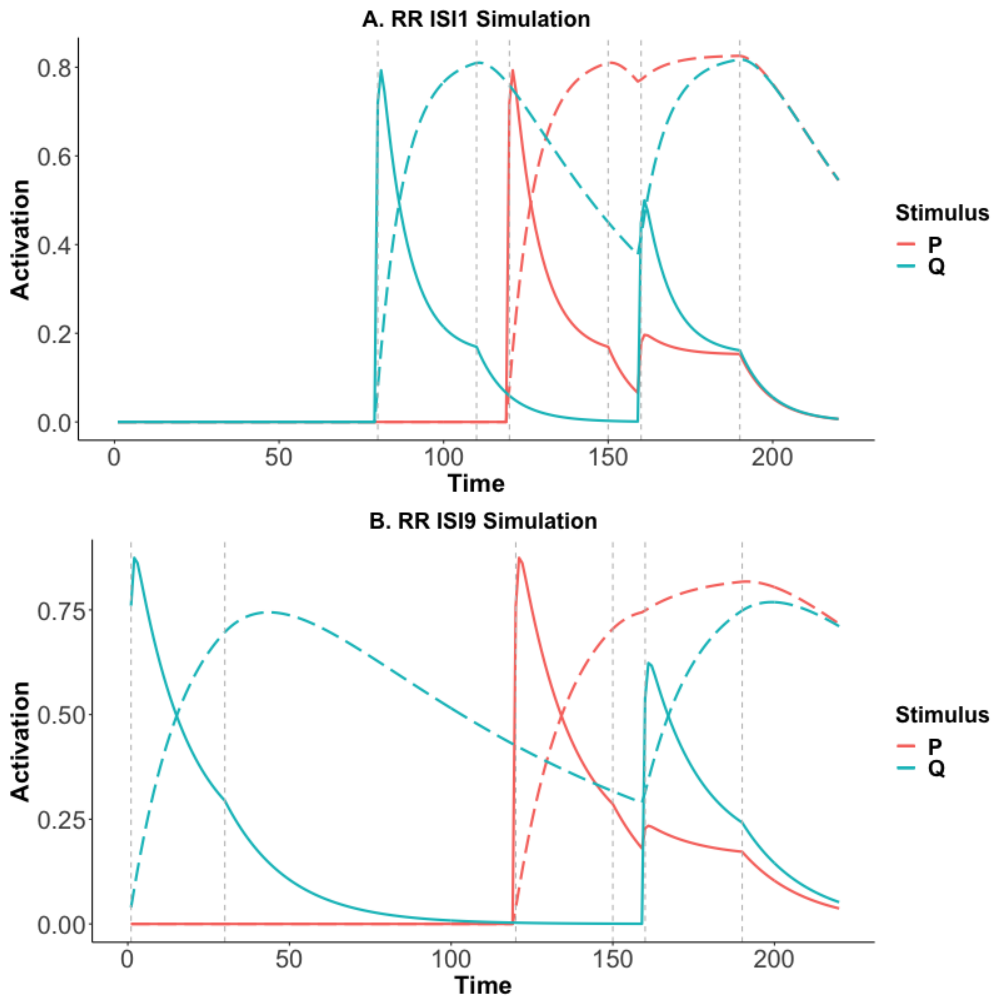 A. RR ISI1 Simulation
0.8
0.6
0.4
0.2
0.0
Activation
0 50 100 150 200
Time
Stimulus
P
Q
B. RR ISI9 Simulation
0.75
0.50
0.25
0.00
Activation
0 50 100 150 200
Time
Stimulus
P
Q